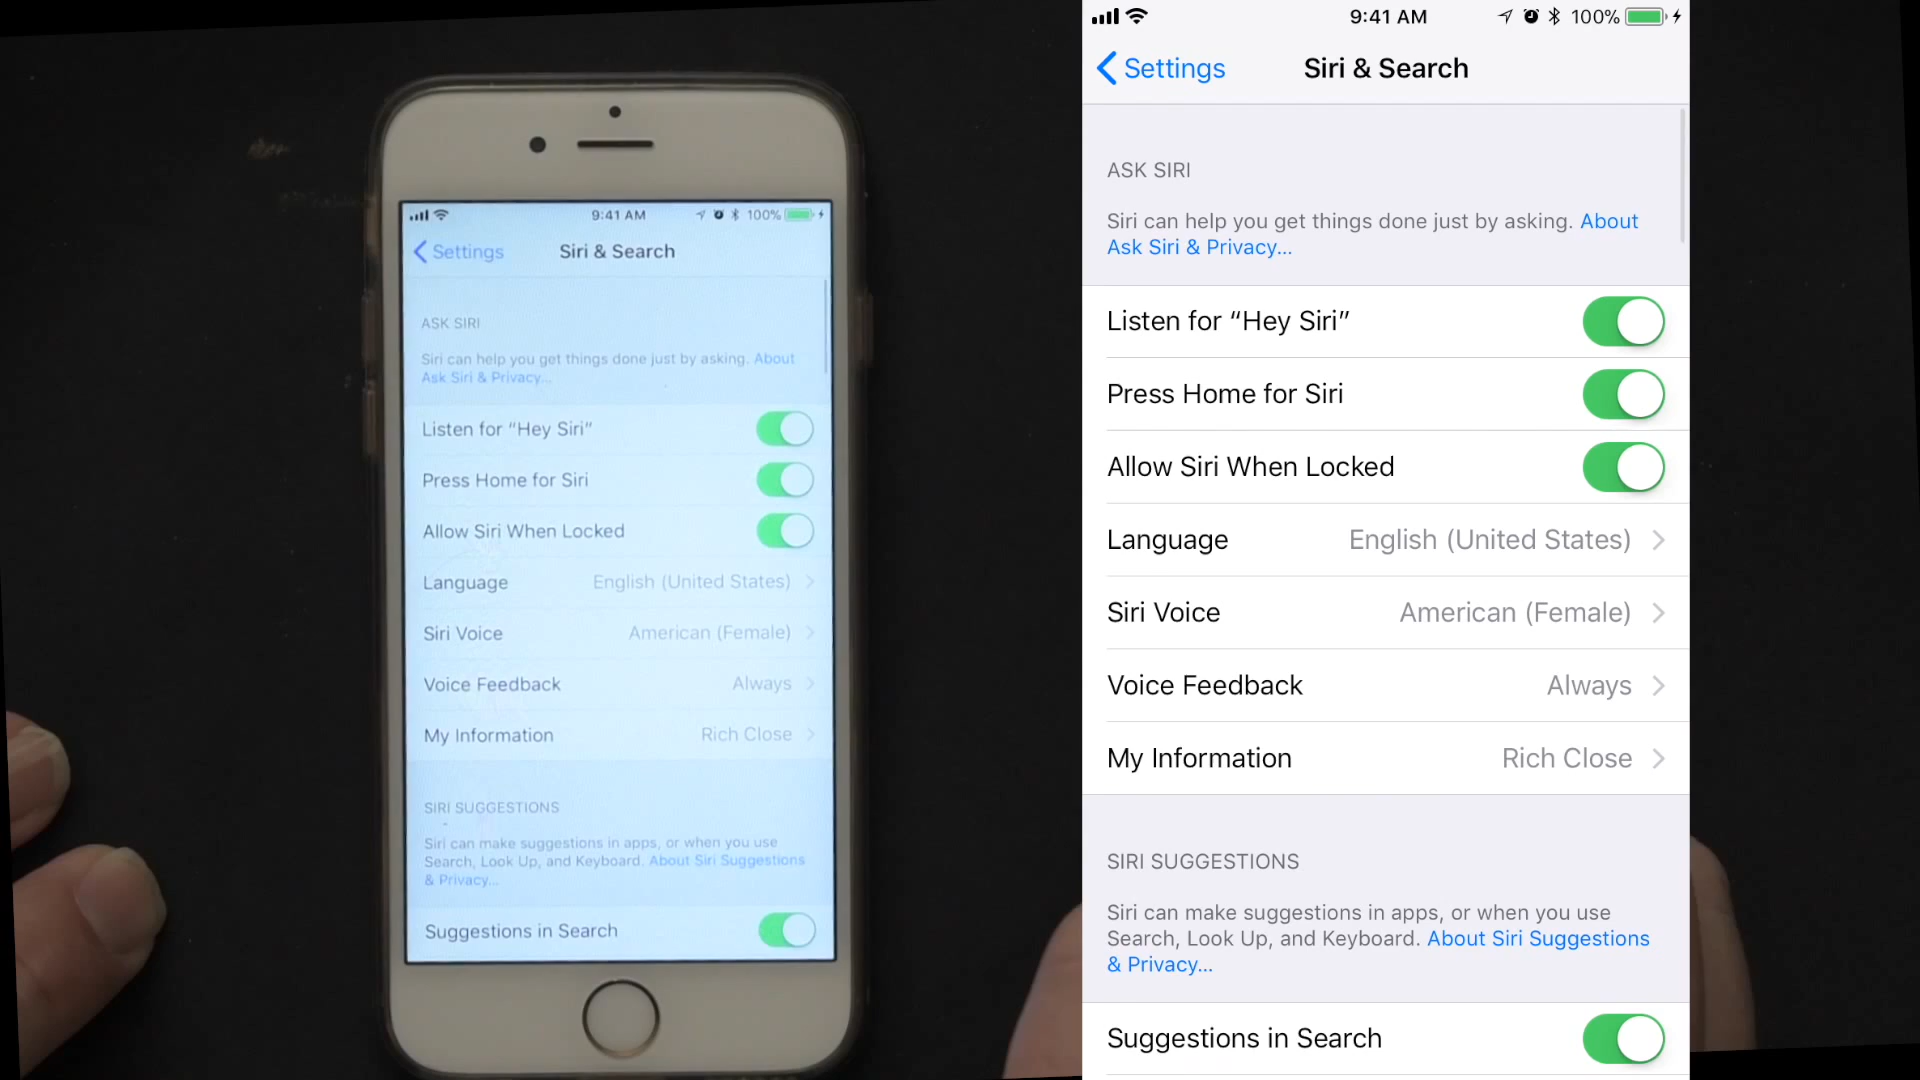 9:41 AM 100%
Settings Siri & Search
ASK SIRI
Siri can help you get things done just by asking. About
Ask Siri & Privacy...
Listen for “Hey Siri”
Press Home for Siri
Allow Siri When Locked
Language English (United States)
Siri Voice American (Female)
Voice Feedback Always
My Information Rich Close
SIRI SUGGESTIONS
Siri can make suggestions in apps, or when you use
Search, Look Up, and Keyboard. About Siri Suggestions
& Privacy...
Suggestions in Search
9:41 AM 100%
Settings Siri & Search
ASK SIRI
Siri can help you get things done just by asking. About
Ask Siri & Privacy...
Listen for “Hey Siri”
Press Home for Siri
Allow Siri When Locked
Language English (United States)
Siri Voice American (Female)
Voice Feedback Always
My Information Rich Close
SIRI SUGGESTIONS
Siri can make suggestions in apps, or when you use
Search, Look Up, and Keyboard. About Siri Suggestions
& Privacy...
Suggestions in Search